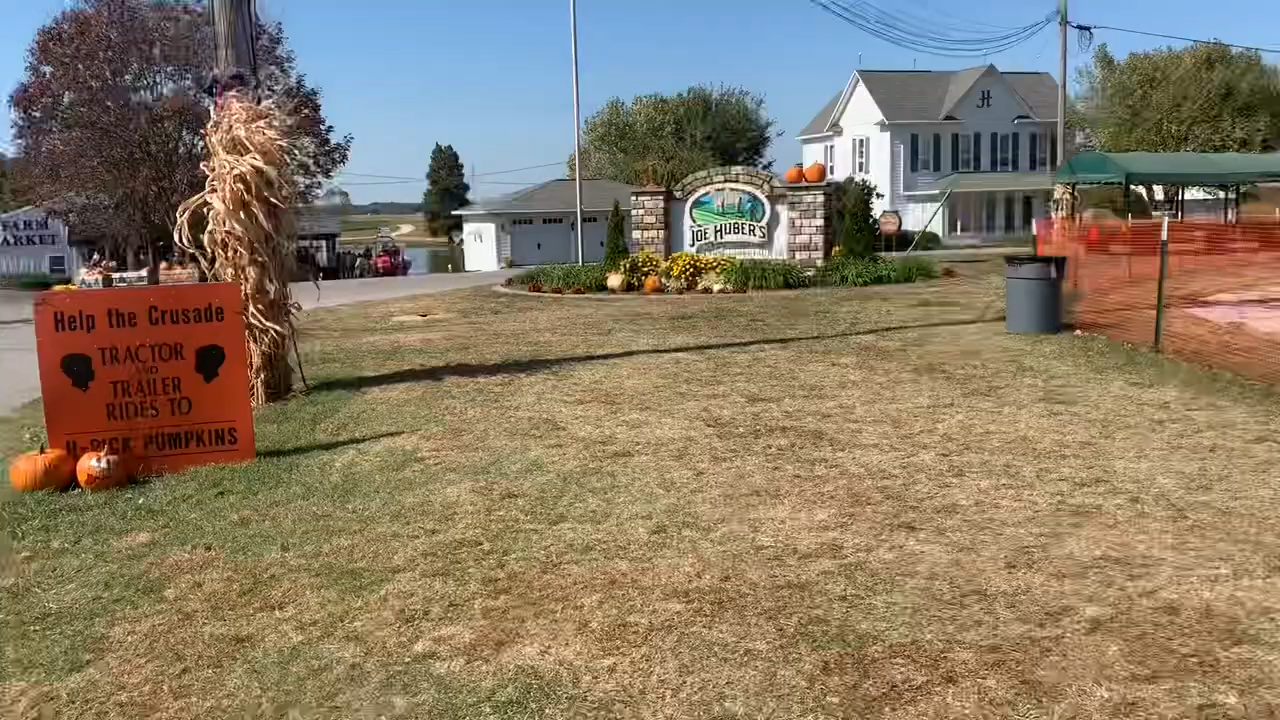 FARM
MARKET
Help the Crusade
TRACTOR
AND
TRAILER
RIDES TO
U-PICK PUMPKINS
JOE HUBER'S
H